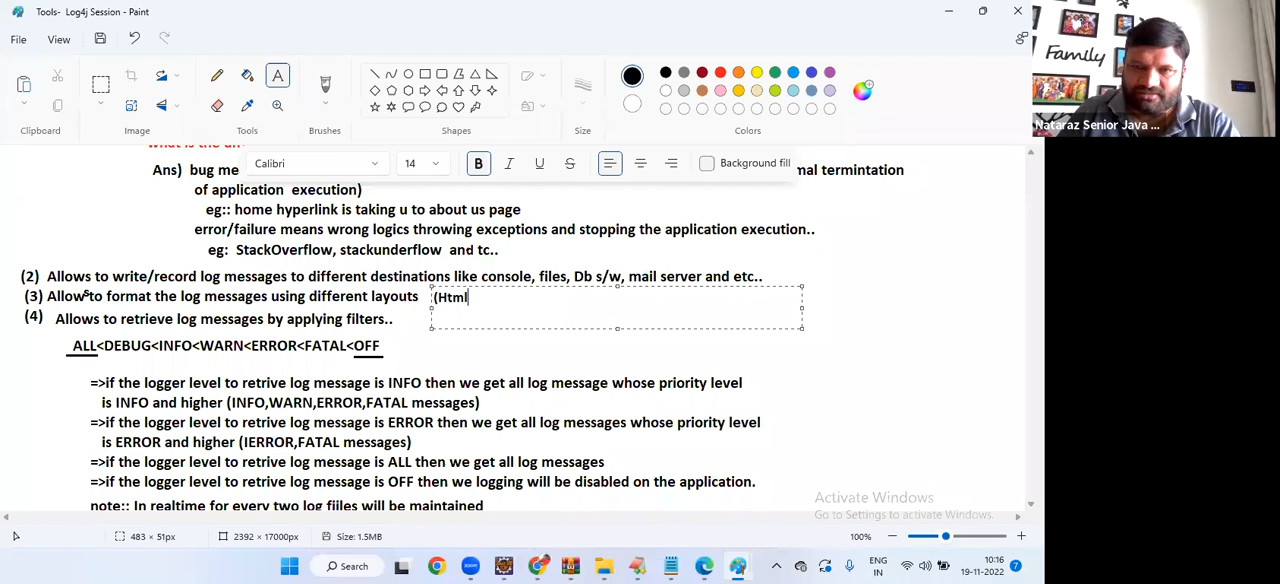 Tools- Log4j Session - Paint
File View
Clipboard Image Tools Brushes Shapes Size Colors
Family
Nataraz Senior Java ...
Calibri 14 B I U S Background fill
Ans) bug me
mal termintation
of application execution)
eg:: home hyperlink is taking u to about us page
error/failure means wrong logics throwing exceptions and stopping the application execution..
eg: StackOverflow, stackunderflow and tc..
(2) Allows to write/record log messages to different destinations like console, files, Db s/w, mail server and etc..
(3) Allows to format the log messages using different layouts (Html
(4) Allows to retrieve log messages by applying filters..
ALL<DEBUG<INFO<WARN<ERROR<FATAL<OFF
=>if the logger level to retrive log message is INFO then we get all log message whose priority level
is INFO and higher (INFO,WARN,ERROR,FATAL messages)
=>if the logger level to retrive log message is ERROR then we get all log messages whose priority level
is ERROR and higher (IERROR,FATAL messages)
=>if the logger level to retrive log message is ALL then we get all log messages
=>if the logger level to retrive log message is OFF then we logging will be disabled on the application.
note:: In realtime for every two log fiiles will be maintained
Activate Windows
Go to Settings to activate Windows.
483 × 51px 2392 × 17000px Size: 1.5MB 100%
Search
ENG
IN
10:16
19-11-2022